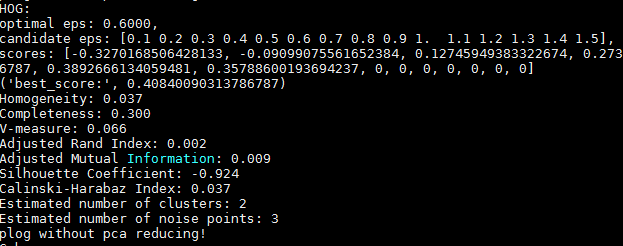 HOG:
optimal eps: 0.6000,
candidate eps: [0.1 0.2 0.3 0.4 0.5 0.6 0.7 0.8 0.9 1.  1.1 1.2 1.3 1.4 1.5],
scores: [-0.3270168506428133, -0.09099075561652384, 0.12745949383322674, 0.273
6787, 0.3892666134059481, 0.35788600193694237, 0, 0, 0, 0, 0, 0, 0]
('best_score:', 0.40840090313786787)
Homogeneity: 0.037
Completeness: 0.300
V-measure: 0.066
Adjusted Rand Index: 0.002
Adjusted Mutual Information: 0.009
Silhouette Coefficient: -0.924
Calinski-Harabaz Index: 0.037
Estimated number of clusters: 2
Estimated number of noise points: 3
plog without pca reducing!